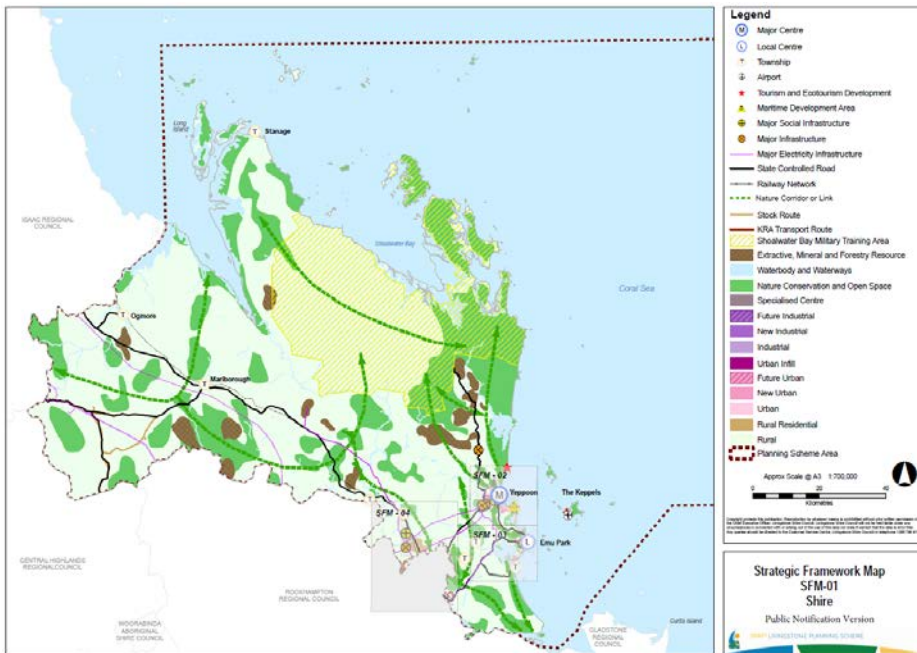 Long
Island
Stanage
ISAAC REGIONAL
COUNCIL
Shoalwater Bay
Coral Sea
Ogmore
Marlborough
SFM - 02
Yeppoon
The Keppels
SFM - 04
SFM - 03
Emu Park
CENTRAL HIGHLANDS
REGIONAL COUNCIL
ROCKHAMPTON
REGIONAL COUNCIL
WOORABINDA
ABORIGINAL
SHIRE COUNCIL
GLADSTONE
REGIONAL
COUNCIL
Curtis Island
Legend
M Major Centre
L Local Centre
T Township
Airport
Tourism and Ecotourism Development
Maritime Development Area
Major Social Infrastructure
Major Infrastructure
Major Electricity Infrastructure
State Controlled Road
Railway Network
Nature Corridor or Link
Stock Route
KRA Transport Route
Shoalwater Bay Military Training Area
Extractive, Mineral and Forestry Resource
Waterbody and Waterways
Nature Conservation and Open Space
Specialised Centre
Future Industrial
New Industrial
Industrial
Urban Infill
Future Urban
New Urban
Urban
Rural Residential
Rural
Planning Scheme Area
Approx Scale @ A3 1:700,000
0 20 40
Kilometres
Strategic Framework Map
SFM-01
Shire
Public Notification Version
LIVINGSTONE PLANNING SCHEME